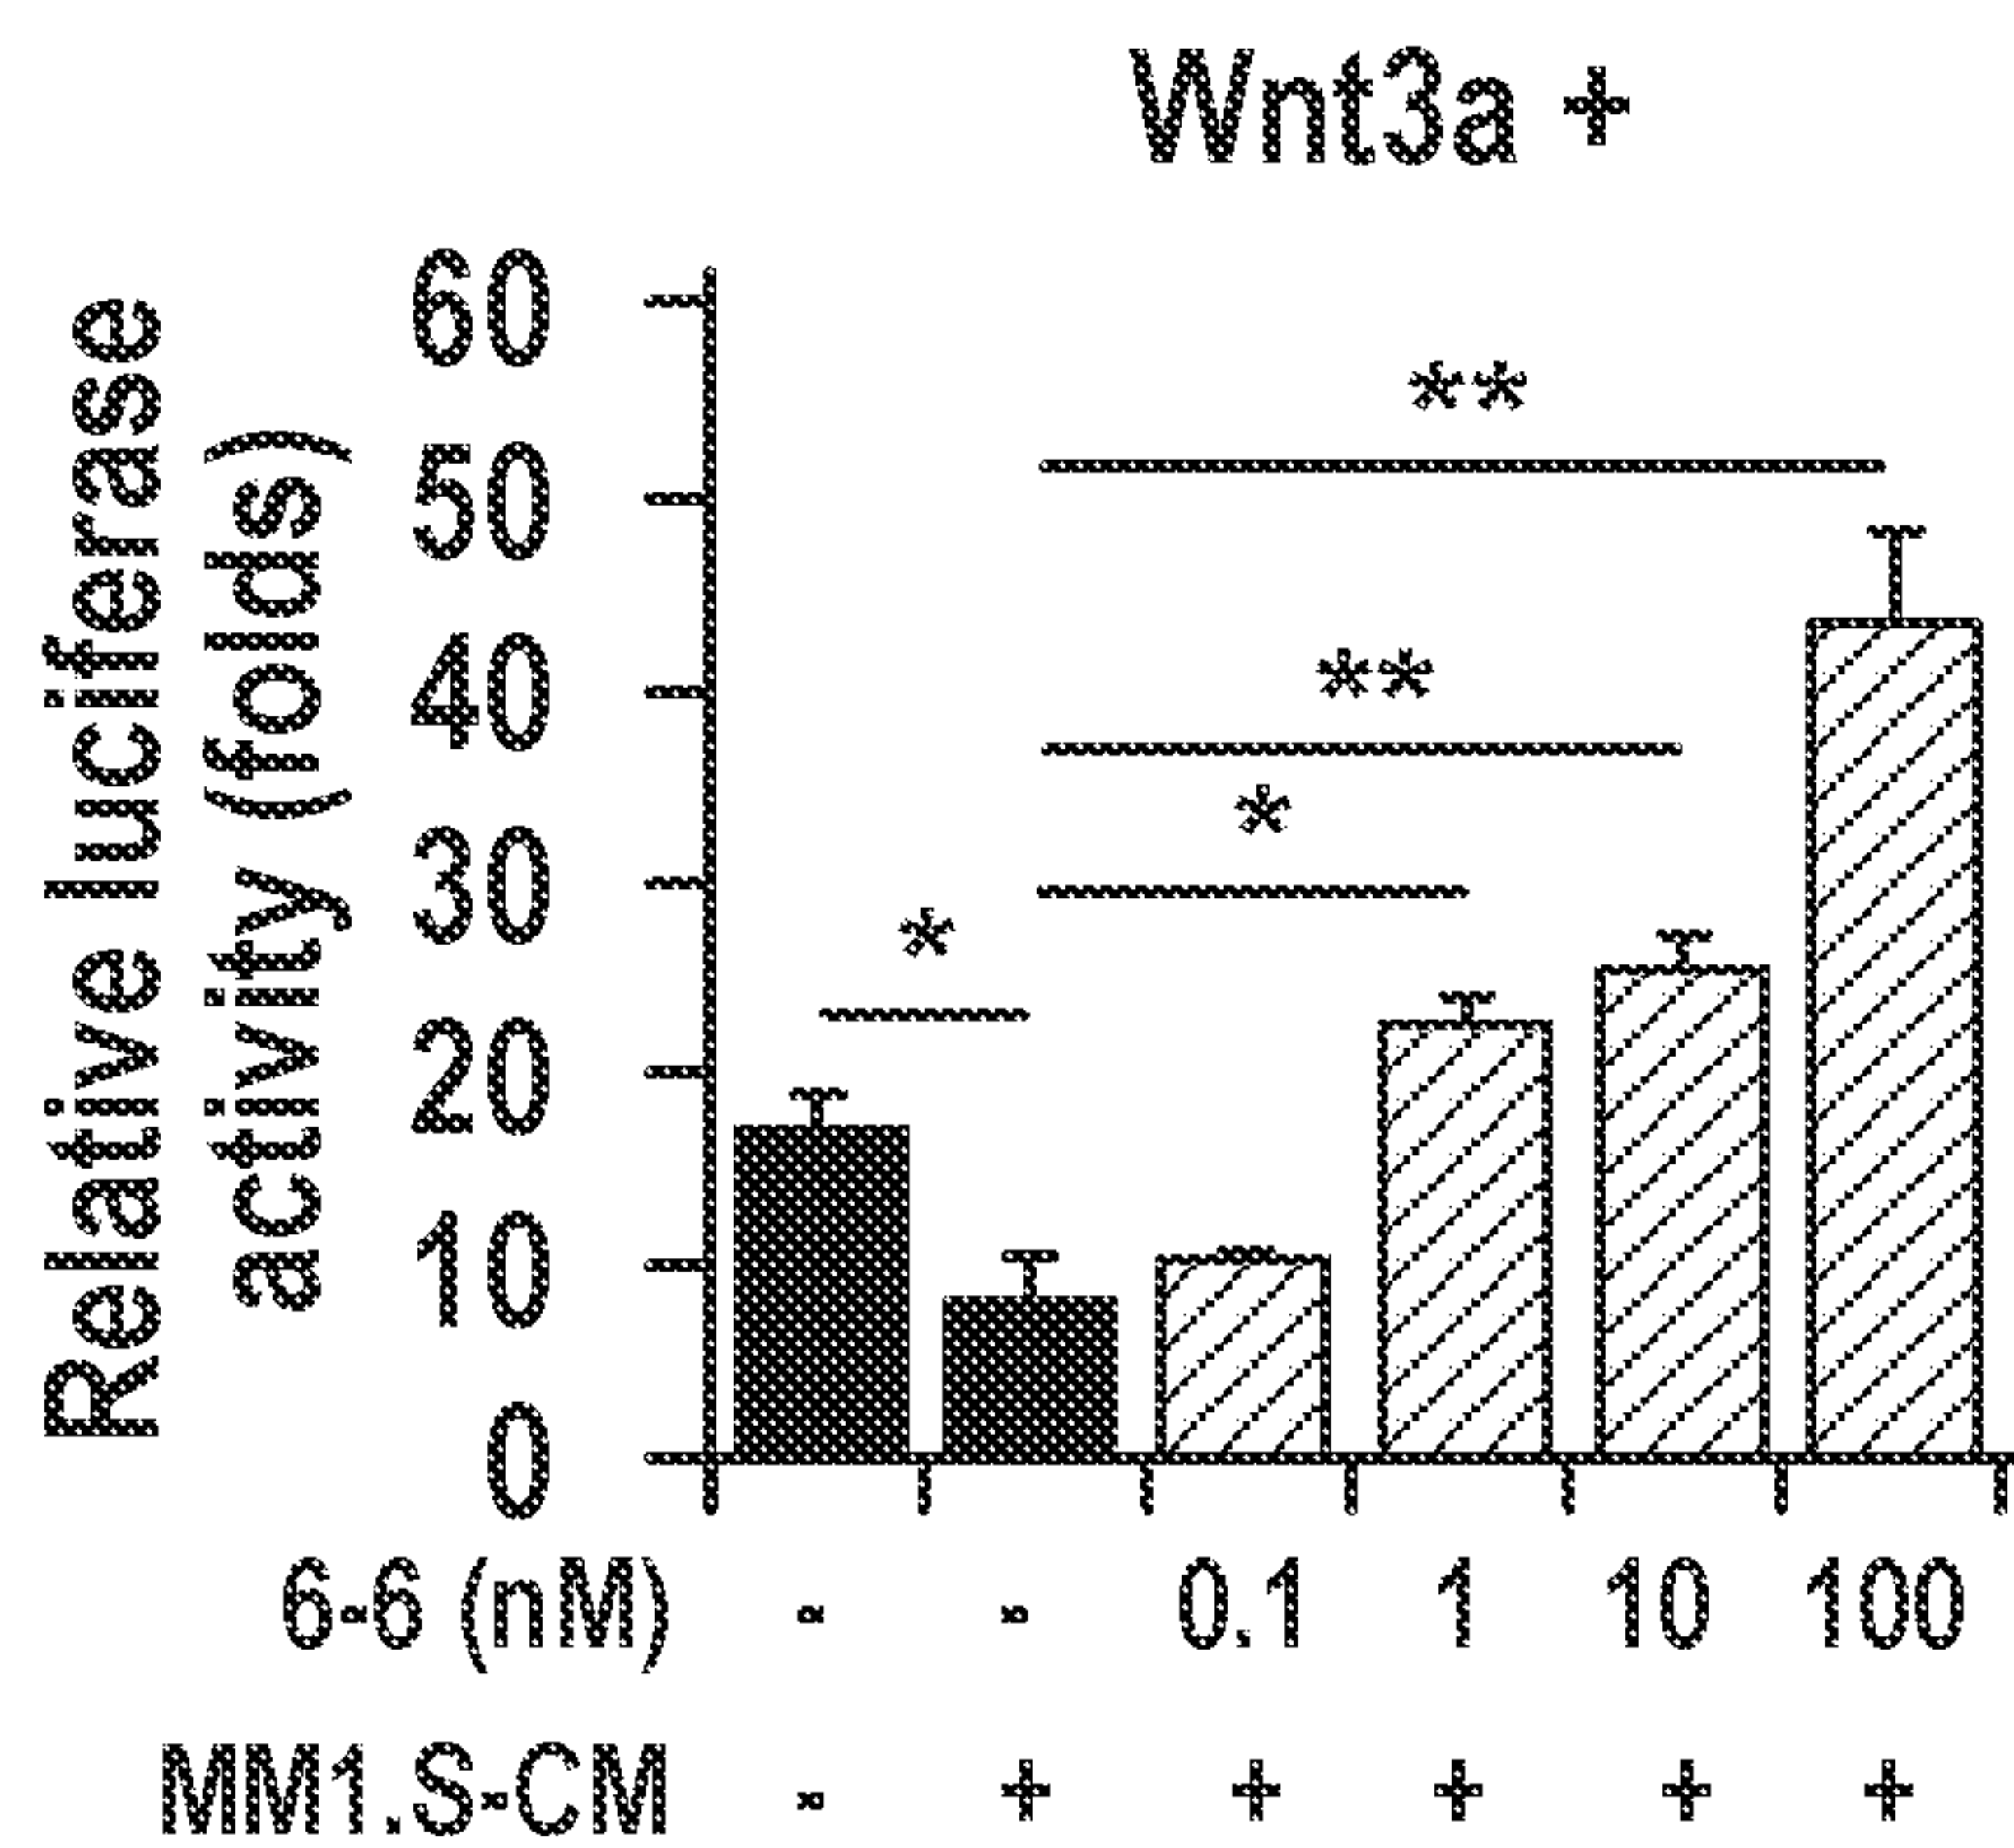 Wnt3a +
Relative luciferase
activity (folds)
60
50
40
30
20
10
0
**
**
*
*
6-6 (nM) - - 0.1 1 10 100
MM1.S-CM - + + + + +